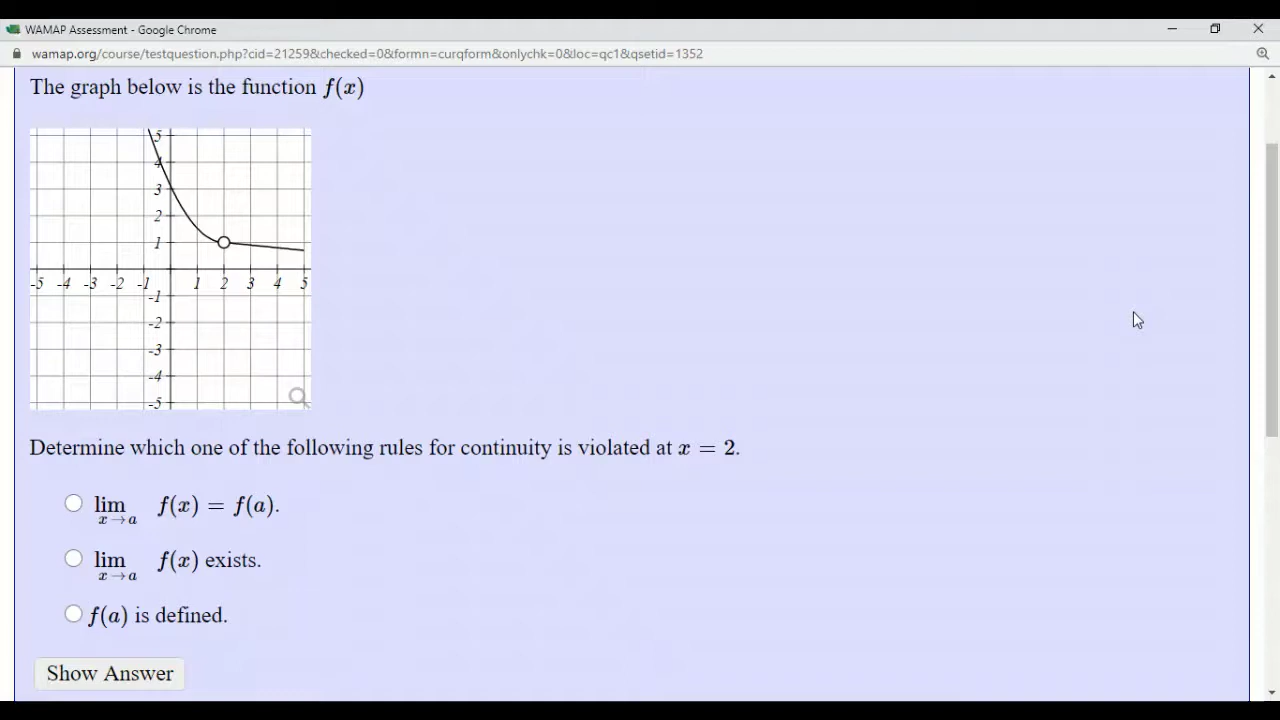 WAMAP Assessment - Google Chrome
wamap.org/course/testquestion.php?cid=21259&checked=0&formn=curqform&onlychk=0&loc=qc1&qsetid=1352
The graph below is the function f(x)
5
4
3
2
1
-5 -4 -3 -2 -1 1 2 3 4 5
-1
-2
-3
-4
-5
Determine which one of the following rules for continuity is violated at x = 2.
lim f(x) = f(a).
x→a
lim f(x) exists.
x→a
f(a) is defined.
Show Answer